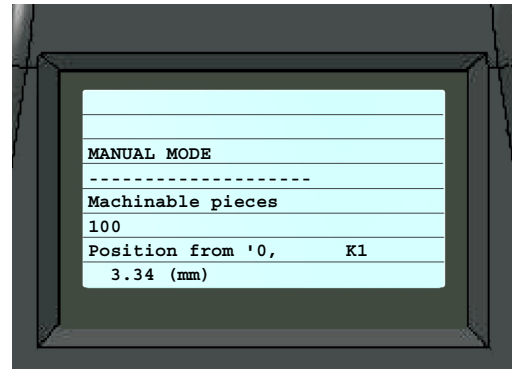 MANUAL MODE
--------------------
Machinable pieces
100
Position from '0, K1
3.34 (mm)